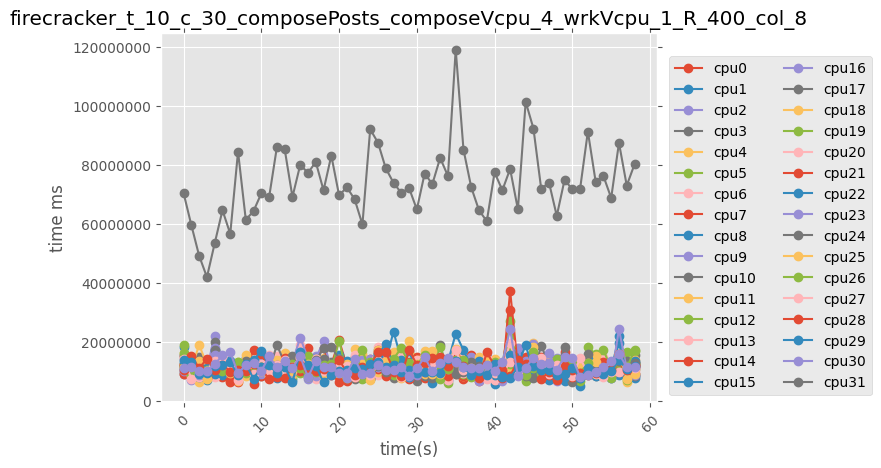 firecracker_t_10_c_30_composePosts_composeVcpu_4_wrkVcpu_1_R_400_col_8
time ms
120000000
100000000
80000000
60000000
40000000
20000000
0
0
10
20
30
40
50
60
time(s)
cpu0
cpu1
cpu2
cpu3
cpu4
cpu5
cpu6
cpu7
cpu8
cpu9
cpu10
cpu11
cpu12
cpu13
cpu14
cpu15
cpu16
cpu17
cpu18
cpu19
cpu20
cpu21
cpu22
cpu23
cpu24
cpu25
cpu26
cpu27
cpu28
cpu29
cpu30
cpu31